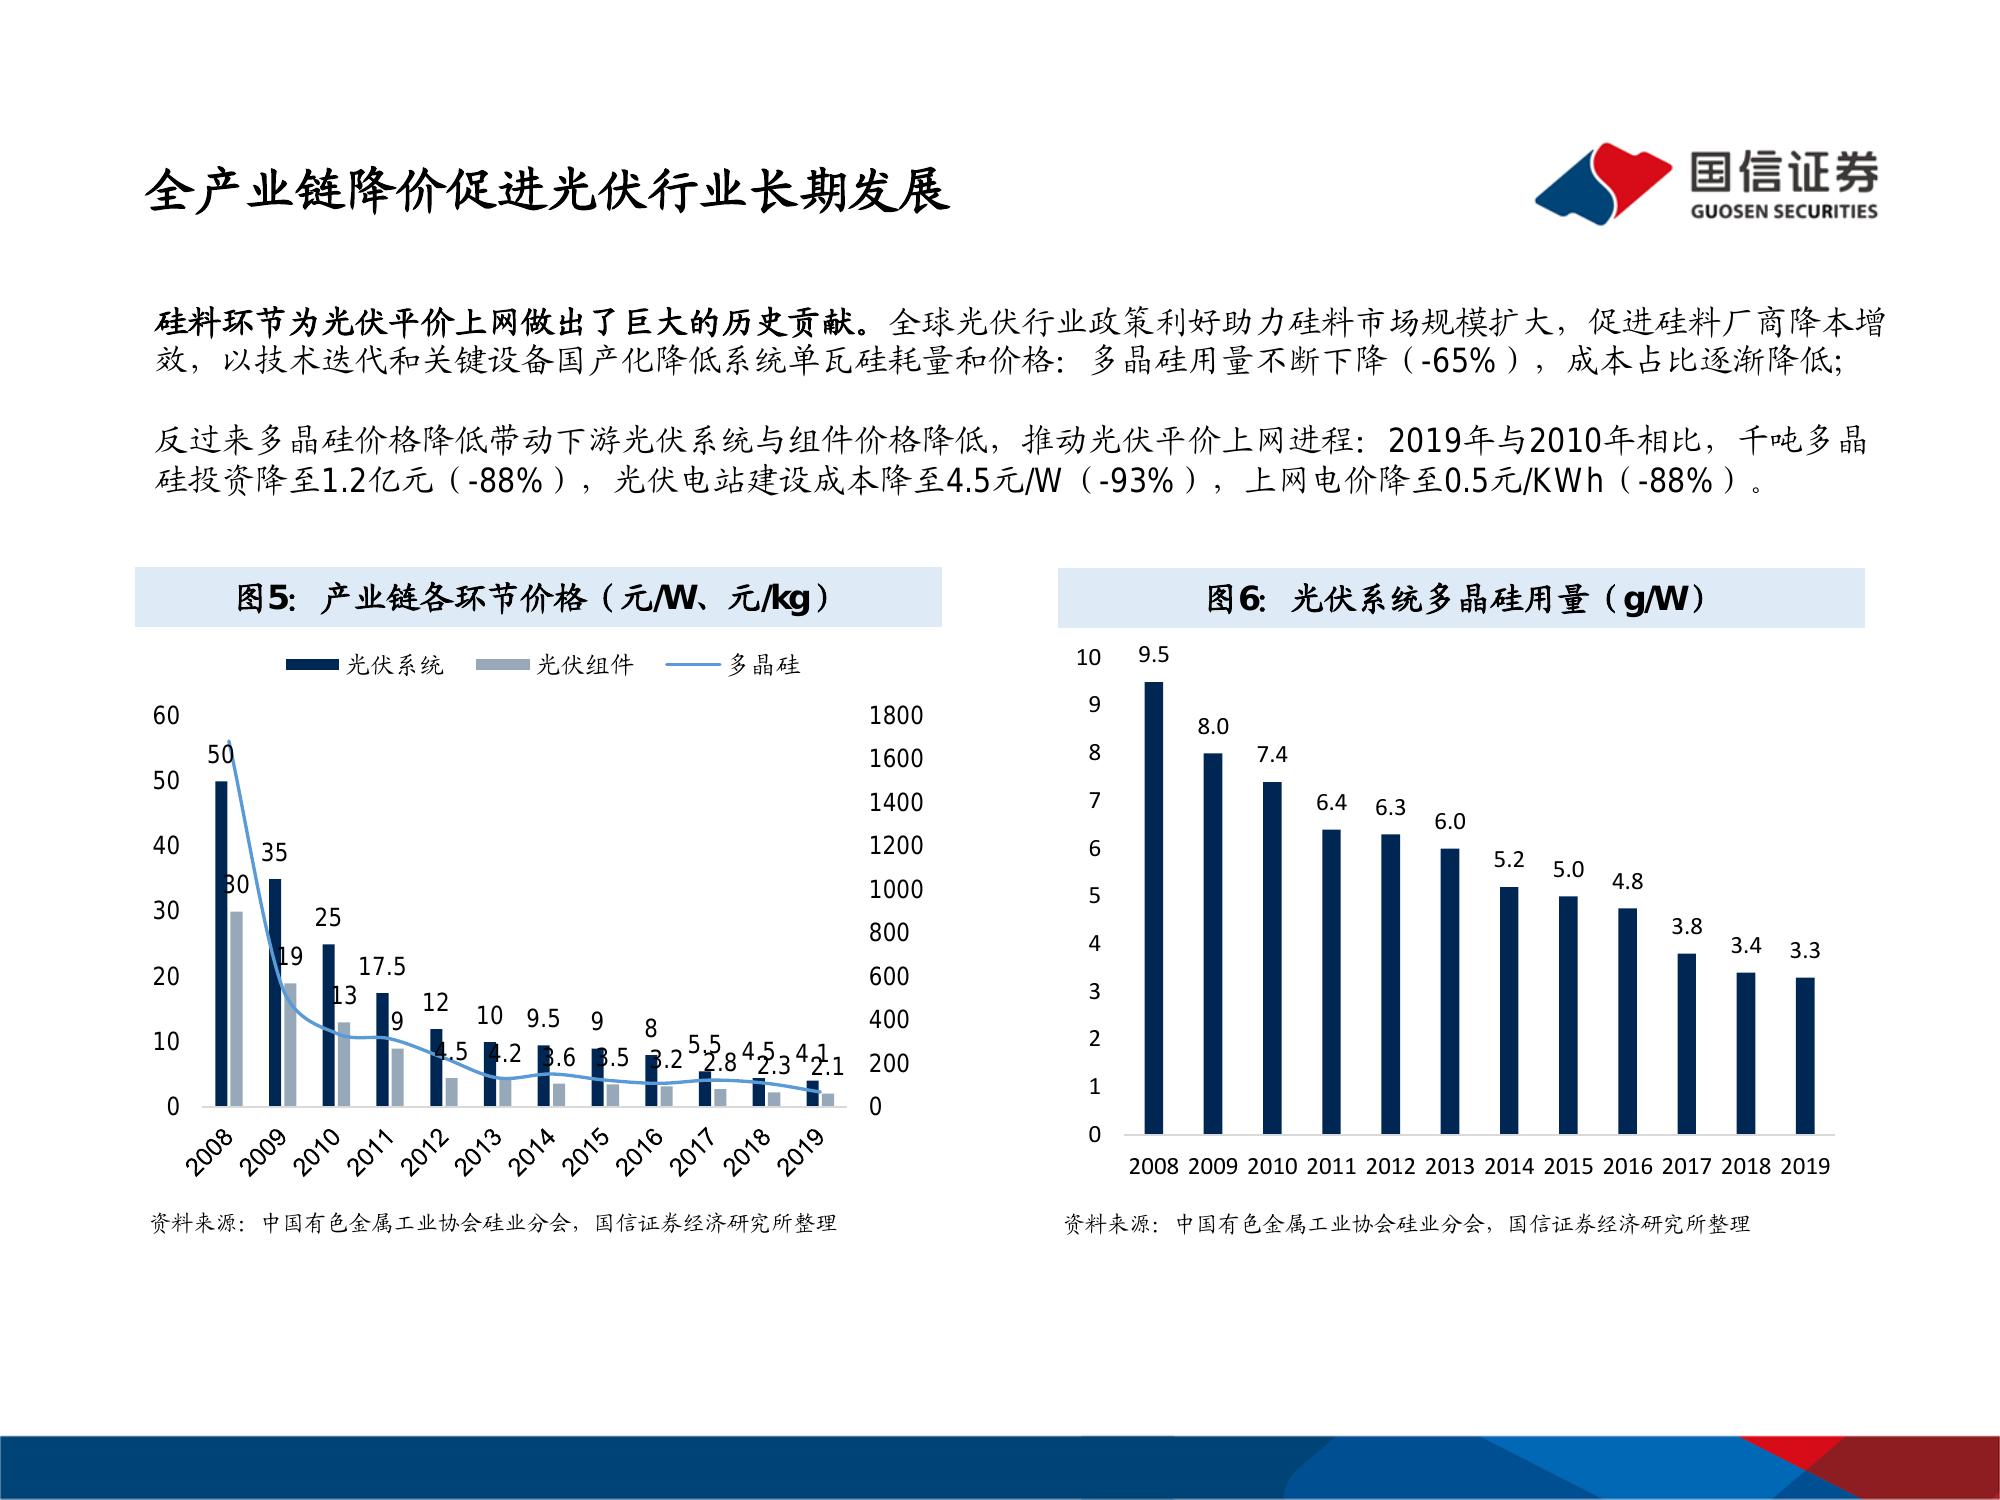 全产业链降价促进光伏行业长期发展
国信证券
GUOSEN SECURITIES
硅料环节为光伏平价上网做出了巨大的历史贡献。全球光伏行业政策利好助力硅料市场规模扩大，促进硅料厂商降本增
效，以技术迭代和关键设备国产化降低系统单瓦硅耗量和价格：多晶硅用量不断下降（-65%），成本占比逐渐降低；
反过来多晶硅价格降低带动下游光伏系统与组件价格降低，推动光伏平价上网进程：2019年与2010年相比，千吨多晶
硅投资降至1.2亿元（-88%），光伏电站建设成本降至4.5元/W（-93%），上网电价降至0.5元/KWh（-88%）。
图5：产业链各环节价格（元/W、元/kg）
光伏系统 光伏组件 多晶硅
60 50 40 30 20 10 0
1800 1600 1400 1200 1000 800 600 400 200 0
50 35 25 17.5 12 10 9.5 9 8 5.5 4.5 4.1
30 19 13 9 4.5 4.2 3.6 3.5 3.2 2.8 2.3 2.1
2008 2009 2010 2011 2012 2013 2014 2015 2016 2017 2018 2019
资料来源：中国有色金属工业协会硅业分会，国信证券经济研究所整理
图6：光伏系统多晶硅用量（g/W）
10 9 8 7 6 5 4 3 2 1 0
9.5 8.0 7.4 6.4 6.3 6.0 5.2 5.0 4.8 3.8 3.4 3.3
2008 2009 2010 2011 2012 2013 2014 2015 2016 2017 2018 2019
资料来源：中国有色金属工业协会硅业分会，国信证券经济研究所整理